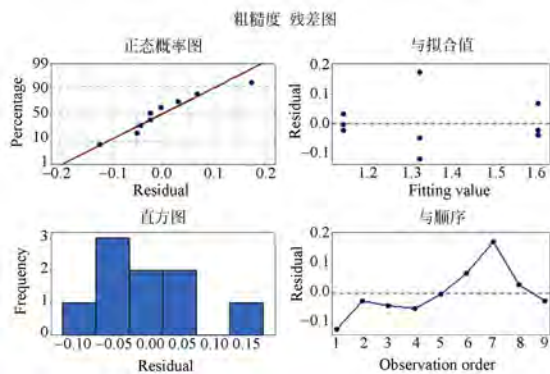 粗糙度 残差图
正态概率图
Percentage
99
90
50
10
1
-0.2 -0.1 0.0 0.1 0.2
Residual
与拟合值
Residual
0.2
0.1
0.0
-0.1
1.2 1.3 1.4 1.5 1.6
Fitting value
直方图
Frequency
3
2
1
0
-0.10 -0.05 0.00 0.05 0.10 0.15
Residual
与顺序
Residual
0.2
0.1
0.0
-0.1
1 2 3 4 5 6 7 8 9
Observation order